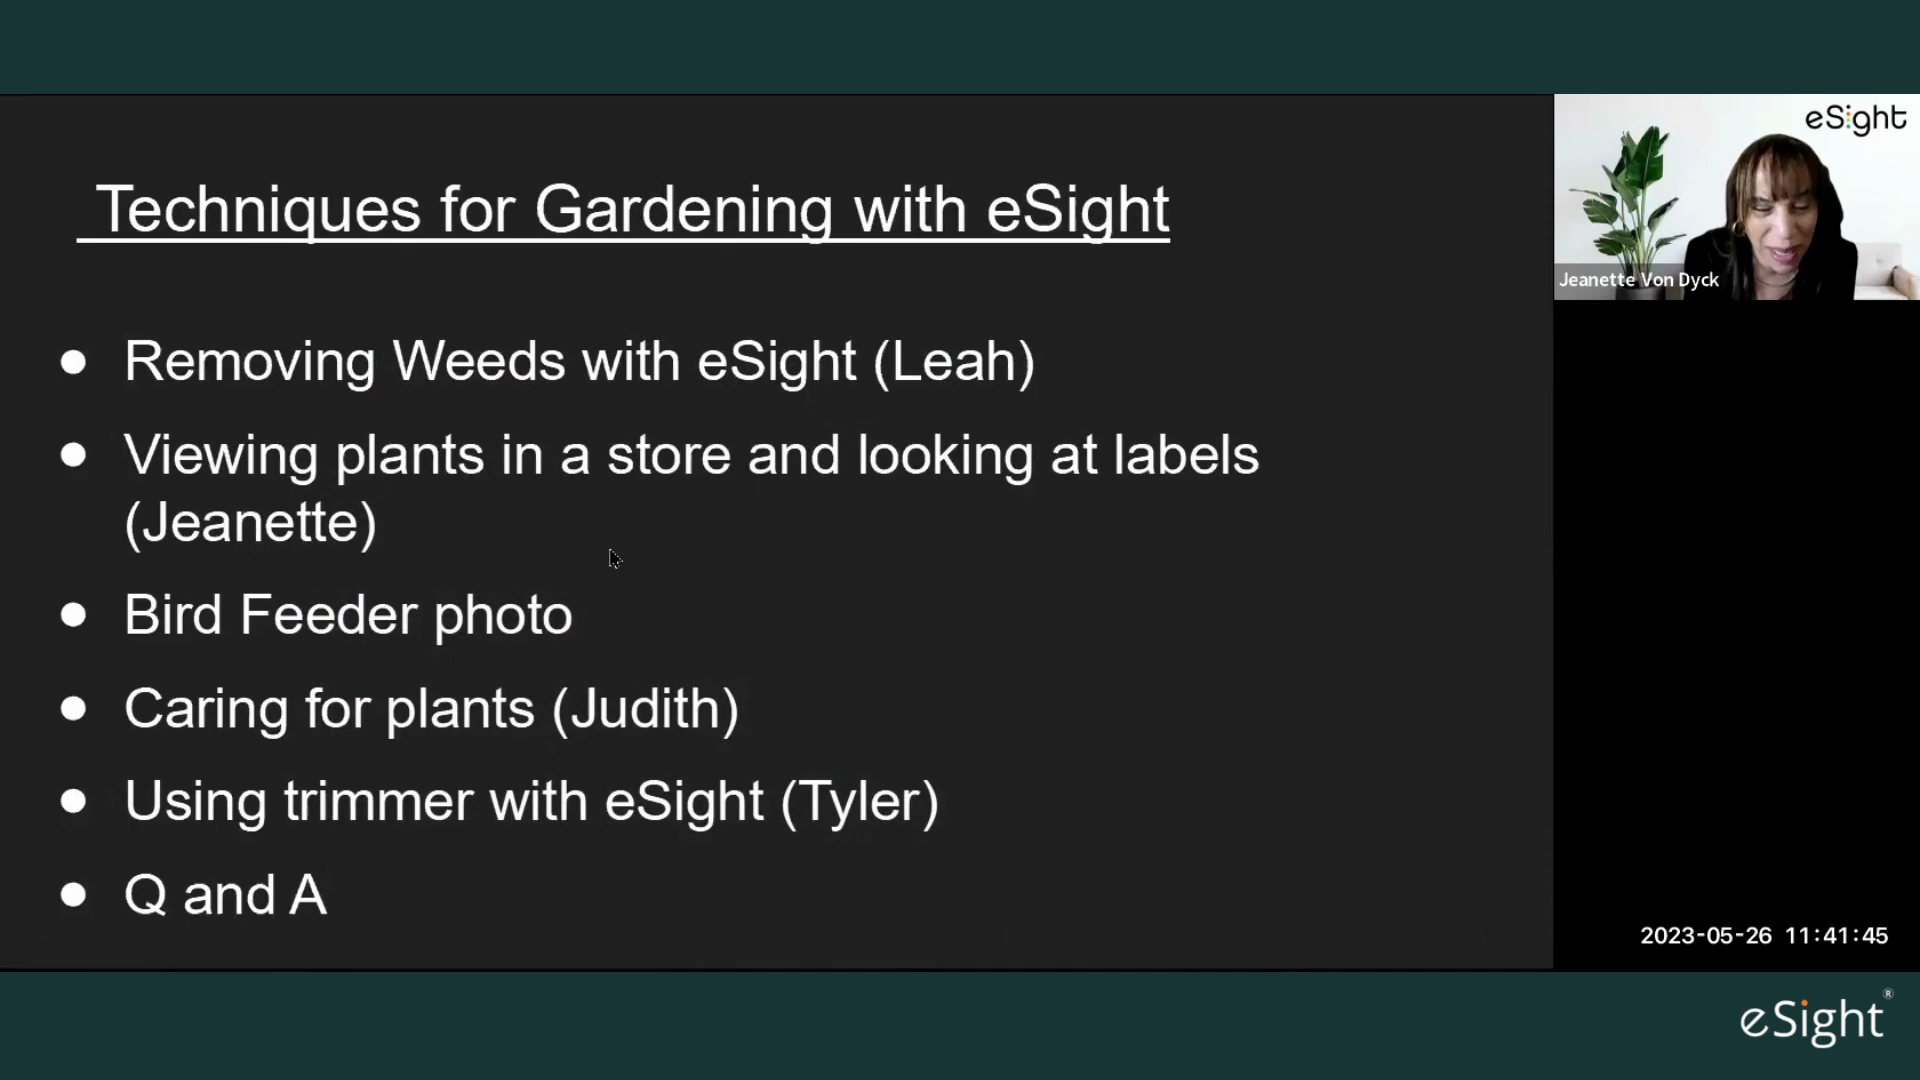 Techniques for Gardening with eSight
● Removing Weeds with eSight (Leah)
● Viewing plants in a store and looking at labels
(Jeanette)
● Bird Feeder photo
● Caring for plants (Judith)
● Using trimmer with eSight (Tyler)
● Q and A
eSight
Jeanette Von Dyck
2023-05-26 11:41:45
eSight®